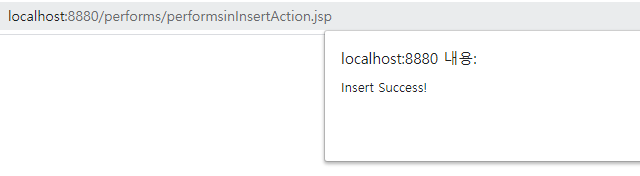 localhost:8880/performs/performsinInsertAction.jsp
localhost:8880 내용:
Insert Success!